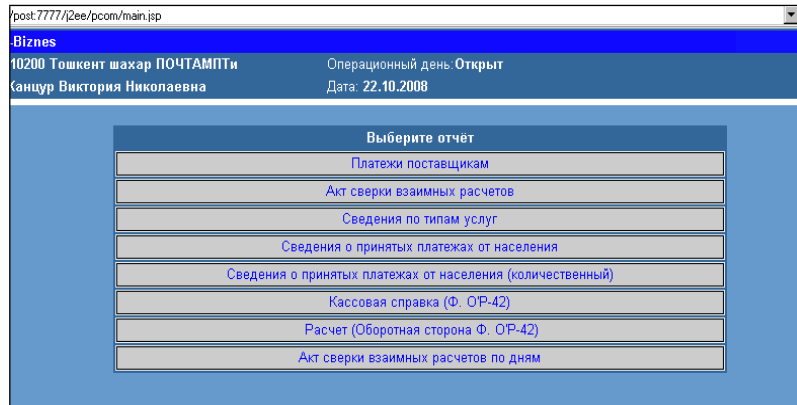 /post:7777/j2ee/pcom/main.jsp
-Biznes
10200 Тошкент шахар ПОЧТАМПТи
Операционный день:Открыт
Канцур Виктория Николаевна
Дата: 22.10.2008
Выберите отчёт
Платежи поставщикам
Акт сверки взаимных расчетов
Сведения по типам услуг
Сведения о принятых платежах от населения
Сведения о принятых платежах от населения (количественный)
Кассовая справка (Ф. О'Р-42)
Расчет (Оборотная сторона Ф. О'Р-42)
Акт сверки взаимных расчетов по дням